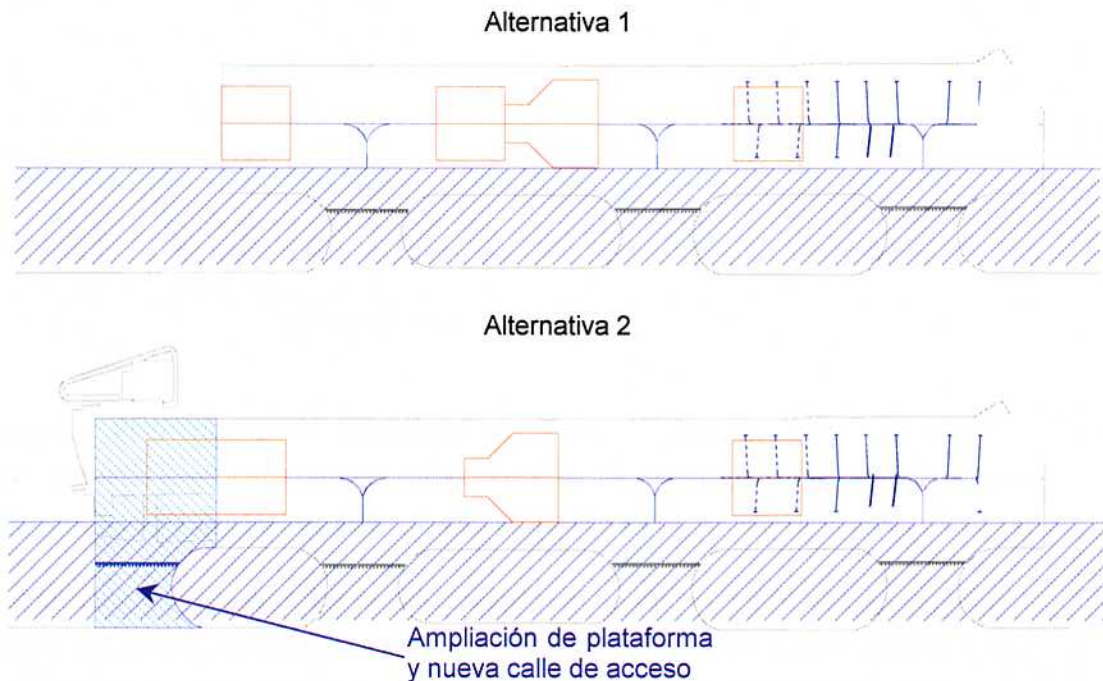 Alternativa 1
Alternativa 2
Ampliación de plataforma
y nueva calle de acceso